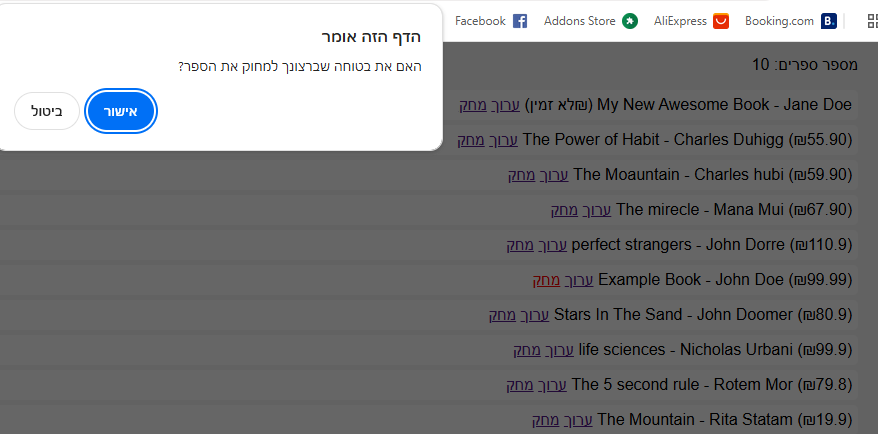 Facebook
Addons Store
AliExpress
Booking.com B.
הדף הזה אומר
האם את בטוחה שברצונך למחוק את הספר?
אישור
ביטול
מספר ספרים: 10
My New Awesome Book - Jane Doe (₪לא זמין) ערוך מחק
The Power of Habit - Charles Duhigg (₪55.90) ערוך מחק
The Moauntain - Charles hubi (₪59.90) ערוך מחק
The mirecle - Mana Mui (₪67.90) ערוך מחק
perfect strangers - John Dorre (₪110.9) ערוך מחק
Example Book - John Doe (₪99.99) ערוך מחק
Stars In The Sand - John Doomer (₪80.9) ערוך מחק
life sciences - Nicholas Urbani (₪99.9) ערוך מחק
The 5 second rule - Rotem Mor (₪79.8) ערוך מחק
The Mountain - Rita Statam (₪19.9) ערוך מחק